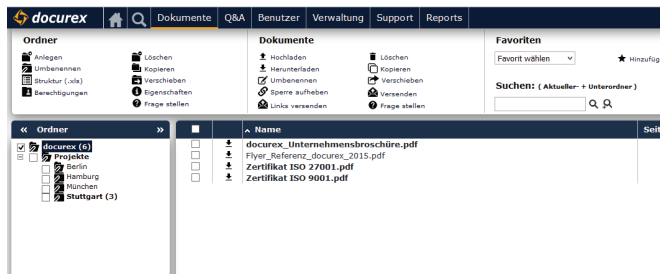 docurex Dokumente Q&A Benutzer Verwaltung Support Reports
Ordner
Anlegen
Umbenennen
Struktur (.xls)
Berechtigungen
Löschen
Kopieren
Verschieben
Eigenschaften
Frage stellen
Dokumente
Hochladen
Herunterladen
Umbenennen
Sperre aufheben
Links versenden
Löschen
Kopieren
Verschieben
Versenden
Frage stellen
Favoriten
Favorit wählen
Hinzufüg
Suchen: ( Aktueller- + Unterordner )
« Ordner »
docurex (6)
Projekte
Berlin
Hamburg
München
Stuttgart (3)
Name Seit
docurex_Unternehmensbroschüre.pdf
Flyer_Referenz_docurex_2015.pdf
Zertifikat ISO 27001.pdf
Zertifikat ISO 9001.pdf